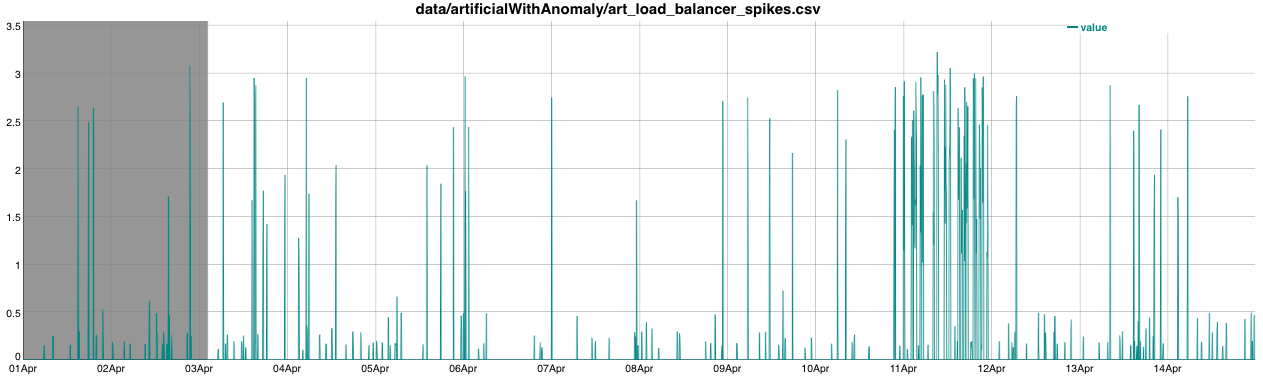 data/artificialWithAnomaly/art_load_balancer_spikes.csv
value
3.5
3
2.5
2
1.5
1
0.5
0
01Apr 02Apr 03Apr 04Apr 05Apr 06Apr 07Apr 08Apr 09Apr 10Apr 11Apr 12Apr 13Apr 14Apr